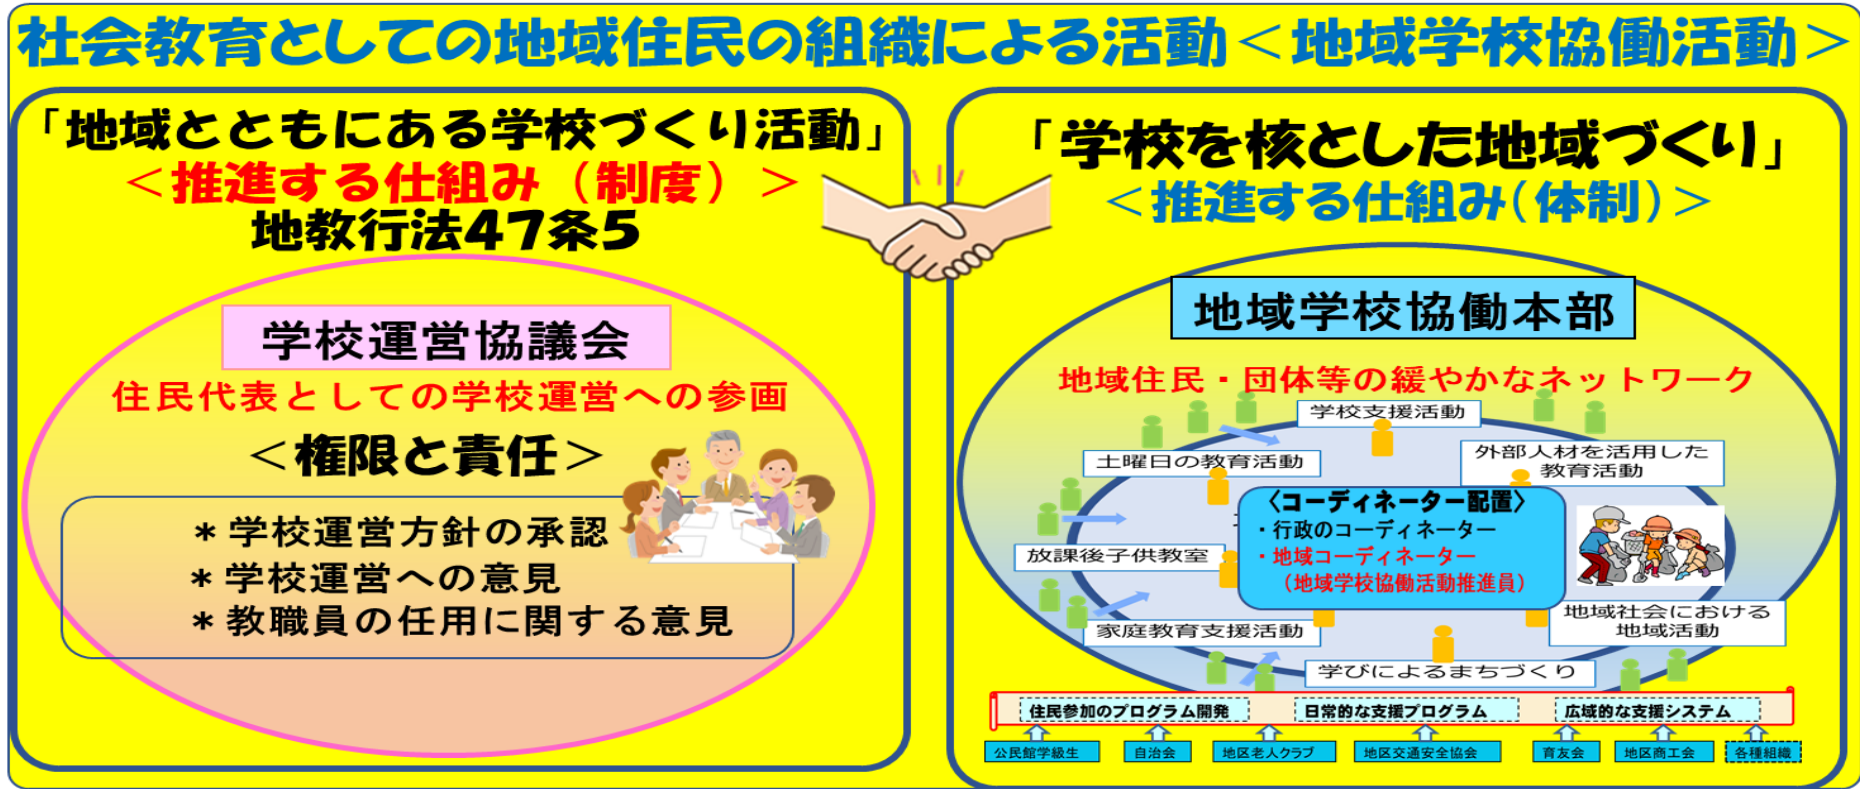 社会教育としての地域住民の組織による活動＜地域学校協働活動＞
「地域とともにある学校づくり活動」
＜推進する仕組み（制度）＞
地教行法47条5
学校運営協議会
住民代表としての学校運営への参画
＜権限と責任＞
＊学校運営方針の承認
＊学校運営への意見
＊教職員の任用に関する意見
「学校を核とした地域づくり」
＜推進する仕組み（体制）＞
地域学校協働本部
地域住民・団体等の緩やかなネットワーク
学校支援活動
土曜日の教育活動
外部人材を活用した
教育活動
〈コーディネーター配置〉
・行政のコーディネーター
・地域コーディネーター
（地域学校協働活動推進員）
放課後子供教室
家庭教育支援活動
地域社会における
地域活動
学びによるまちづくり
住民参加のプログラム開発
日常的な支援プログラム
広域的な支援システム
公民館学級生
自治会
地区老人クラブ
地区交通安全協会
育友会
地区商工会
各種組織